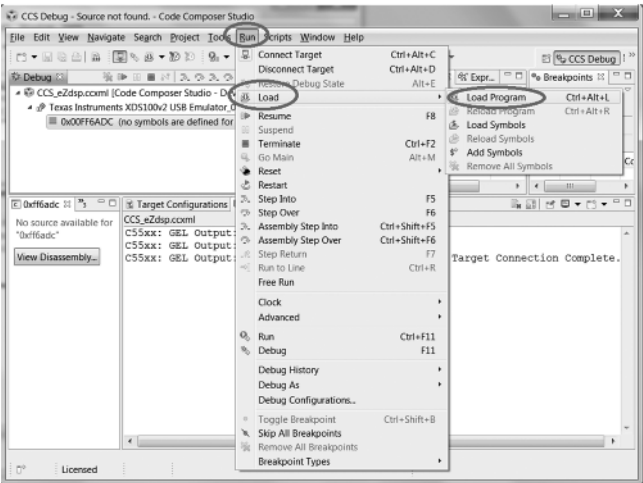 CCS Debug - Source not found. - Code Composer Studio
File Edit View Navigate Search Project Tools Run Scripts Window Help
CCS Debug
Debug
Expr... Breakpoints
CCS_eZdsp.ccxml [Code Composer Studio - De
Texas Instruments XDS100v2 USB Emulator_0
0x00FF6ADC (no symbols are defined for
Connect Target Ctrl+Alt+C
Disconnect Target Ctrl+Alt+D
Restore Debug State Alt+E
Load
Resume F8
Suspend
Terminate Ctrl+F2
Go Main Alt+M
Reset
Restart
Step Into F5
Step Over F6
Assembly Step Into Ctrl+Shift+F5
Assembly Step Over Ctrl+Shift+F6
Step Return F7
Run to Line Ctrl+R
Free Run
Clock
Advanced
Run Ctrl+F11
Debug F11
Debug History
Debug As
Debug Configurations...
Toggle Breakpoint Ctrl+Shift+B
Skip All Breakpoints
Remove All Breakpoints
Breakpoint Types
Load Program Ctrl+Alt+L
Reload Program Ctrl+Alt+R
Load Symbols
Reload Symbols
Add Symbols
Remove All Symbols
0xff6adc
No source available for
"0xff6adc"
View Disassembly...
Target Configurations
CCS_eZdsp.ccxml
C55xx: GEL Output:
C55xx: GEL Output:
C55xx: GEL Output: Target Connection Complete.
Licensed